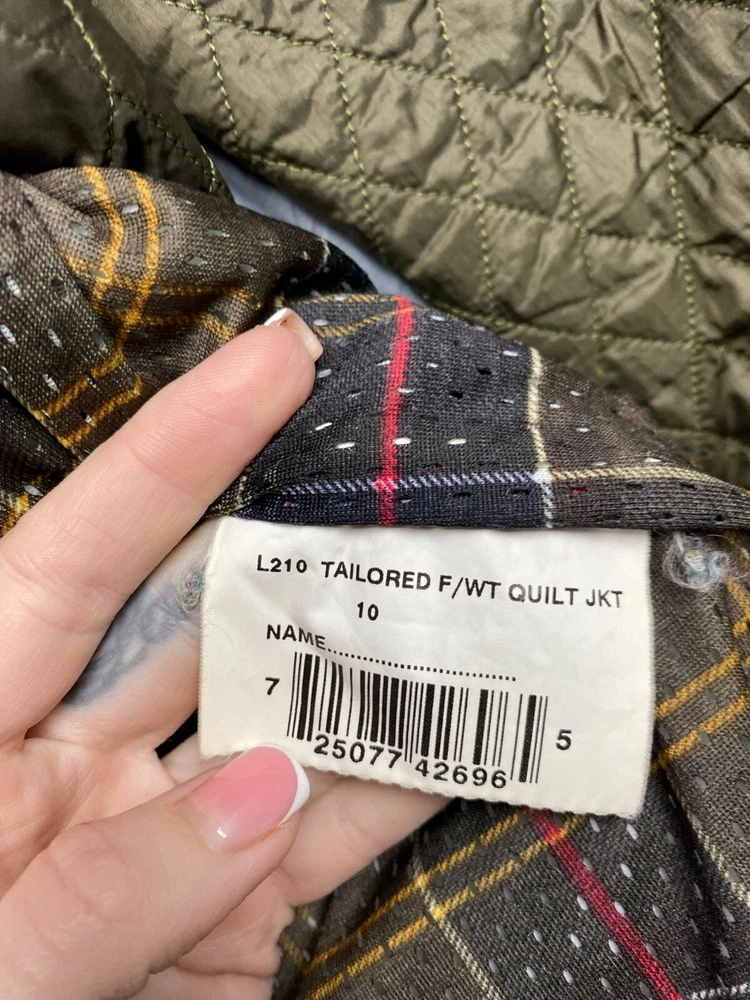 L210 TAILORED F/WT QUILT JKT
10
NAME..............................
7 25077 42696 5